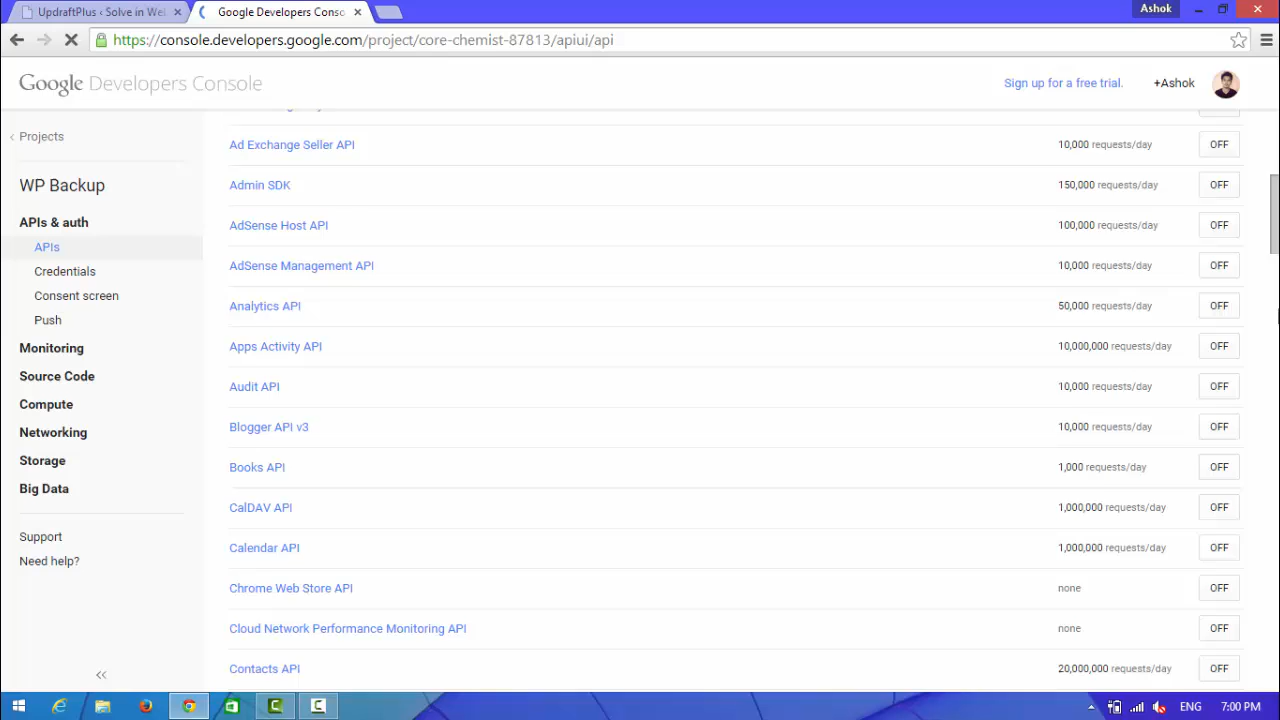 UpdraftPlus ‹ Solve in Wei
Google Developers Conso
Ashok
https://console.developers.google.com/project/core-chemist-87813/apiui/api
Google Developers Console
Sign up for a free trial.
+Ashok
‹ Projects
WP Backup
APIs & auth
APIs
Credentials
Consent screen
Push
Monitoring
Source Code
Compute
Networking
Storage
Big Data
Support
Need help?
«
Ad Exchange Seller API 10,000 requests/day OFF
Admin SDK 150,000 requests/day OFF
AdSense Host API 100,000 requests/day OFF
AdSense Management API 10,000 requests/day OFF
Analytics API 50,000 requests/day OFF
Apps Activity API 10,000,000 requests/day OFF
Audit API 10,000 requests/day OFF
Blogger API v3 10,000 requests/day OFF
Books API 1,000 requests/day OFF
CalDAV API 1,000,000 requests/day OFF
Calendar API 1,000,000 requests/day OFF
Chrome Web Store API none OFF
Cloud Network Performance Monitoring API none OFF
Contacts API 20,000,000 requests/day OFF
ENG 7:00 PM